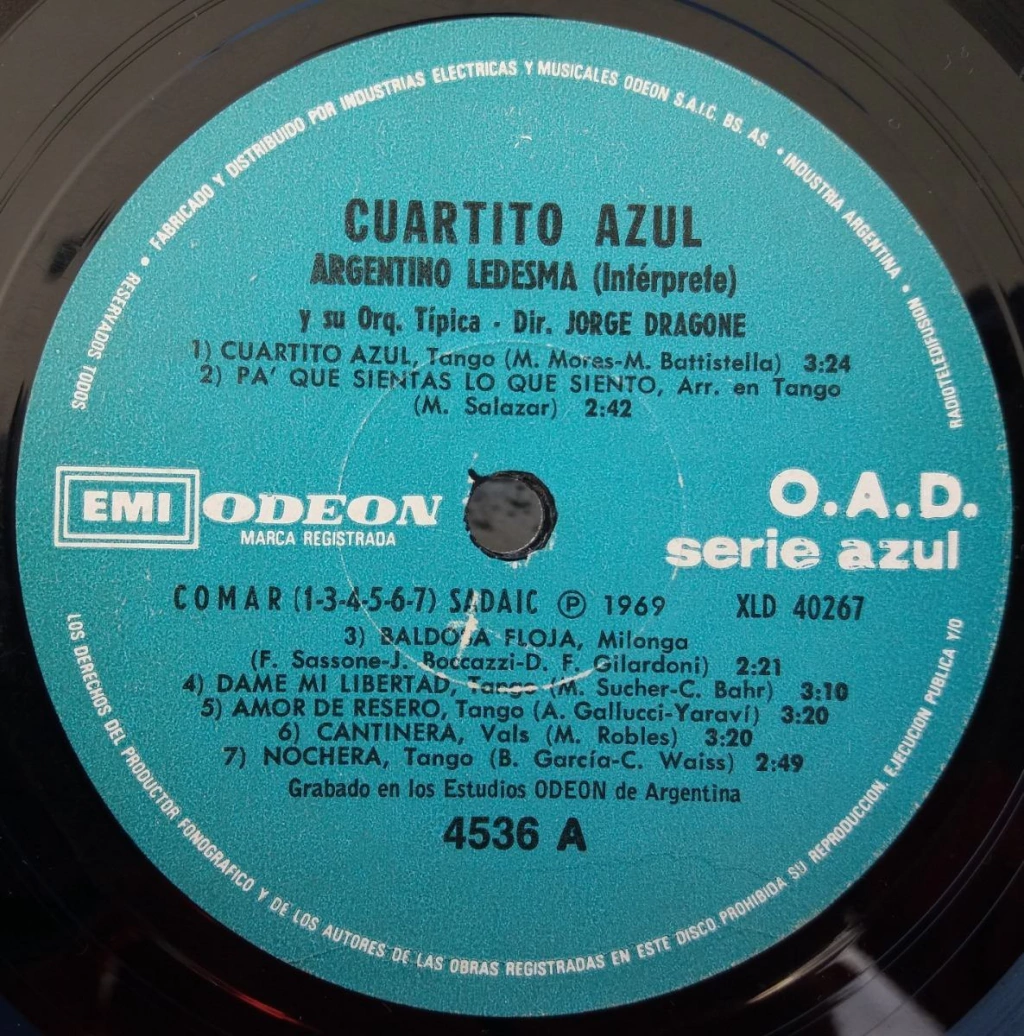 FABRICADO Y DISTRIBUIDO POR INDUSTRIAS ELECTRICAS Y MUSICALES ODEON S.A.I.C. BS. AS. • INDUSTRIA ARGENTINA •
CUARTITO AZUL
ARGENTINO LEDESMA (Intérprete)
y su Orq. Típica - Dir. JORGE DRAGONE
1) CUARTITO AZUL, Tango (M. Mores-M. Battistella) 3:24
2) PA' QUE SIENTAS LO QUE SIENTO, Arr. en Tango
(M. Salazar) 2:42
EMI ODEON
MARCA REGISTRADA
O.A.D.
serie azul
COMAR (1-3-4-5-6-7) SADAIC Ⓟ 1969 XLD 40267
3) BALDOSA FLOJA, Milonga
(F. Sassone-J. Boccazzi-D. F. Gilardoni) 2:21
4) DAME MI LIBERTAD, Tango (M. Sucher-C. Bahr) 3:10
5) AMOR DE RESERO, Tango (A. Gallucci-Yaraví) 3:20
6) CANTINERA, Vals (M. Robles) 3:20
7) NOCHERA, Tango (B. García-C. Waiss) 2:49
Grabado en los Estudios ODEON de Argentina
4536 A
RESERVADOS TODOS LOS DERECHOS DEL PRODUCTOR FONOGRAFICO Y DE LOS AUTORES DE LAS OBRAS REGISTRADAS EN ESTE DISCO. PROHIBIDA SU REPRODUCCION, EJECUCION PUBLICA Y/O RADIOTELEDIFUSION